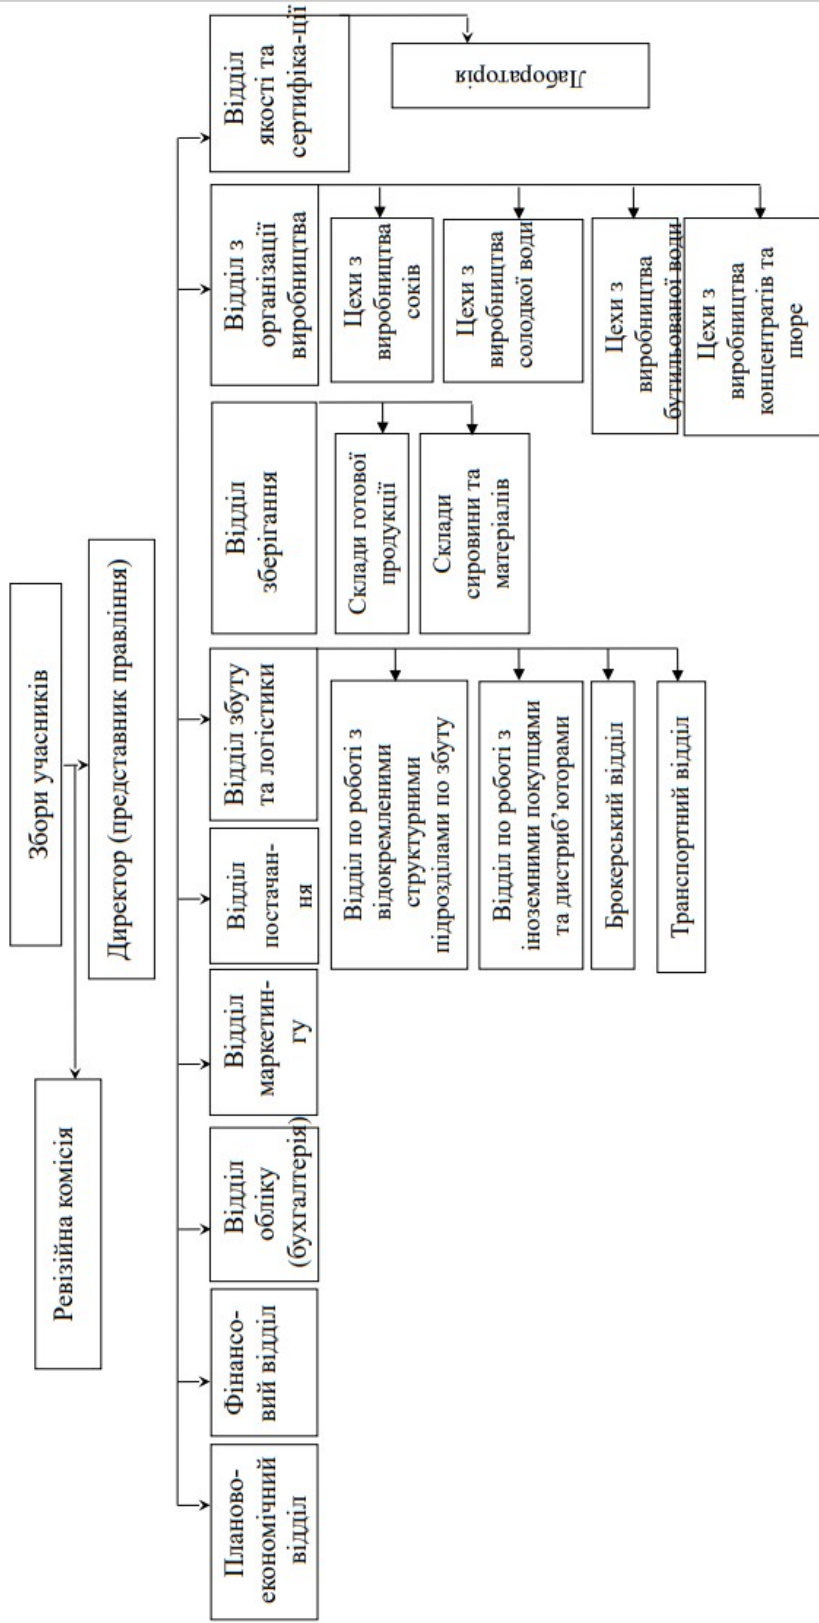 Збори учасників
Ревізійна комісія
Директор (представник правління)
Планово-
економічний
відділ
Фінансо-
вий відділ
Відділ
обліку
(бухгалтерія)
Відділ
маркетин-
гу
Відділ
постачан-
ня
Відділ збуту
та логістики
Відділ
зберігання
Відділ з
організації
виробництва
Відділ
якості та
сертифіка-ції
Відділ по роботі з
відокремленими
структурними
підрозділами по збуту
Відділ по роботі з
іноземними покупцями
та дистриб’юторами
Брокерський відділ
Транспортний відділ
Склади готової
продукції
Склади
сировини та
матеріалів
Цехи з
виробництва
соків
Цехи з
виробництва
солодкої води
Цехи з
виробництва
бутильованої води
Цехи з
виробництва
концентратів та
пюре
Лабораторія